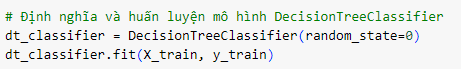 # Định nghĩa và huấn luyện mô hình DecisionTreeClassifier
dt_classifier = DecisionTreeClassifier(random_state=0)
dt_classifier.fit(X_train, y_train)